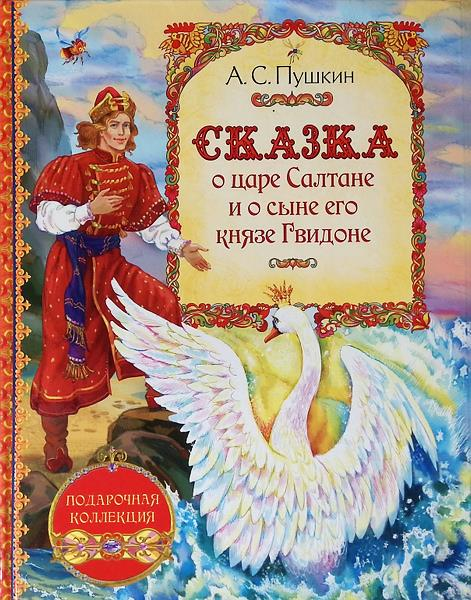 А. С. Пушкин
СКАЗКА
о царе Салтане
и о сыне его
князе Гвидоне
ПОДАРОЧНАЯ
КОЛЛЕКЦИЯ